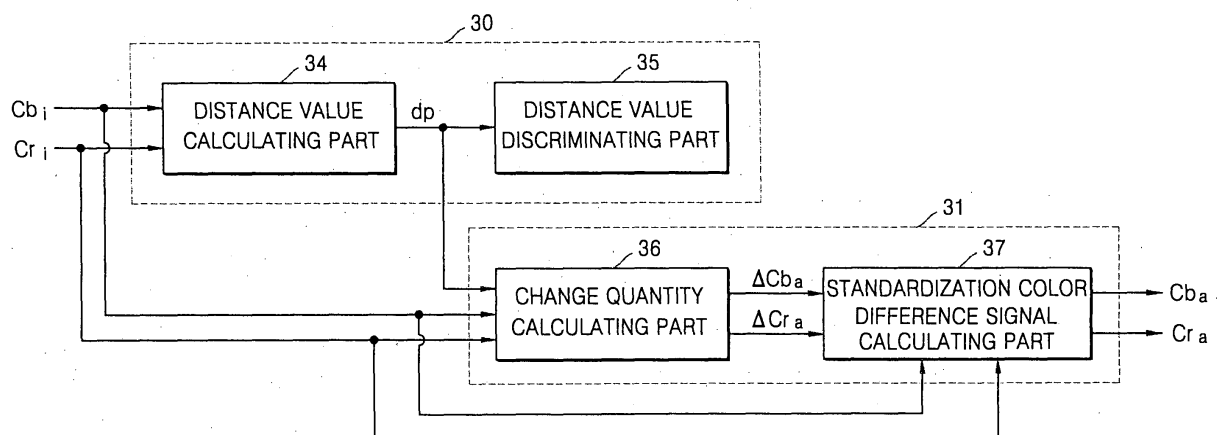 30
34
35
DISTANCE VALUE
CALCULATING PART
dp
DISTANCE VALUE
DISCRIMINATING PART
Cb i
Cr i
31
36
37
CHANGE QUANTITY
CALCULATING PART
ΔCb a
ΔCr a
STANDARDIZATION COLOR
DIFFERENCE SIGNAL
CALCULATING PART
Cb a
Cr a